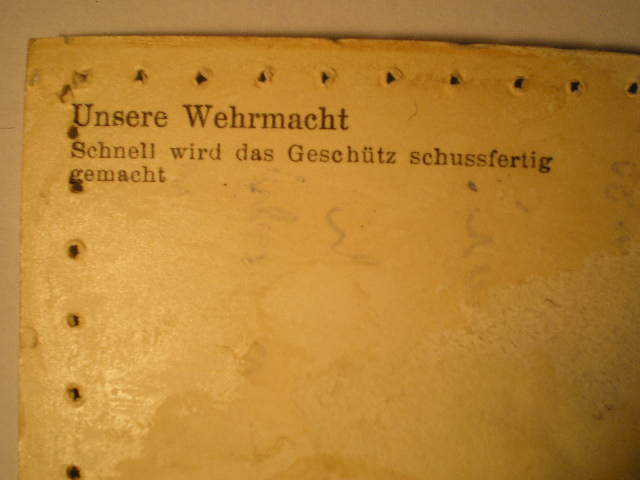 Unsere Wehrmacht
Schnell wird das Geschütz schussfertig
gemacht